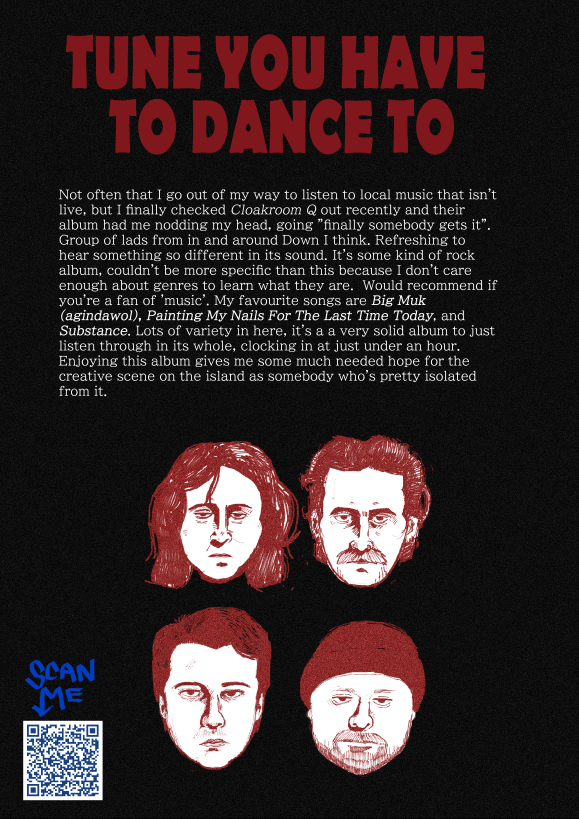 TUNE YOU HAVE
TO DANCE TO
Not often that I go out of my way to listen to local music that isn't
live, but I finally checked Cloakroom Q out recently and their
album had me nodding my head, going "finally somebody gets it".
Group of lads from in and around Down I think. Refreshing to
hear something so different in its sound. It's some kind of rock
album, couldn't be more specific than this because I don't care
enough about genres to learn what they are.  Would recommend if
you're a fan of 'music'. My favourite songs are Big Muk
(agindawol), Painting My Nails For The Last Time Today, and
Substance. Lots of variety in here, it's a a very solid album to just
listen through in its whole, clocking in at just under an hour.
Enjoying this album gives me some much needed hope for the
creative scene on the island as somebody who's pretty isolated
from it.
SCAN
ME